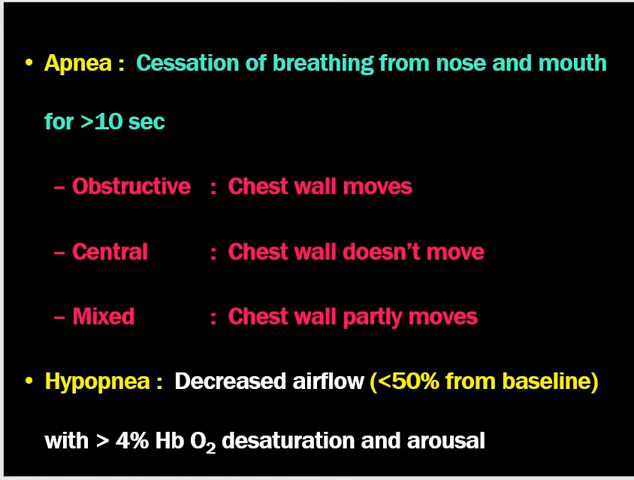 • Apnea : Cessation of breathing from nose and mouth
for >10 sec
– Obstructive : Chest wall moves
– Central : Chest wall doesn’t move
– Mixed : Chest wall partly moves
• Hypopnea : Decreased airflow (<50% from baseline)
with > 4% Hb O₂ desaturation and arousal